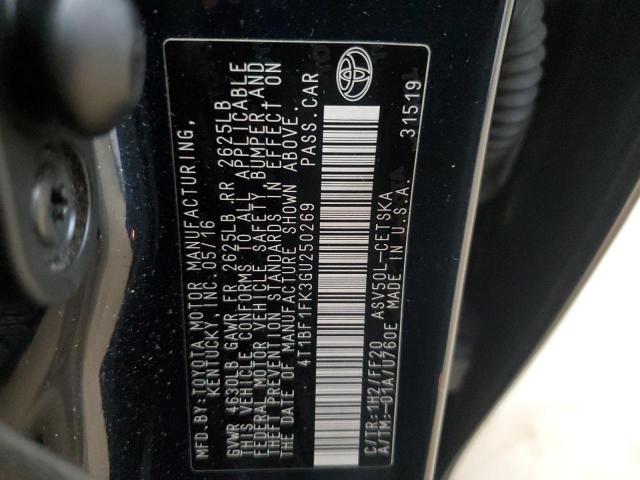 MFD.BY:TOYOTA MOTOR MANUFACTURING,
KENTUCKY, INC. 05/16
GVWR 4630LB GAWR FR 2625LB RR 2625LB
THIS VEHICLE CONFORMS TO ALL APPLICABLE
FEDERAL MOTOR VEHICLE SAFETY, BUMPER, AND
THEFT PREVENTION STANDARDS IN EFFECT ON
THE DATE OF MANUFACTURE SHOWN ABOVE.
4T1BF1FK3GU250269 PASS.CAR
C/TR:1H2/FF20 ASV50L-CETSKA
A/TM:-01A/U760E MADE IN U.S.A.
31519